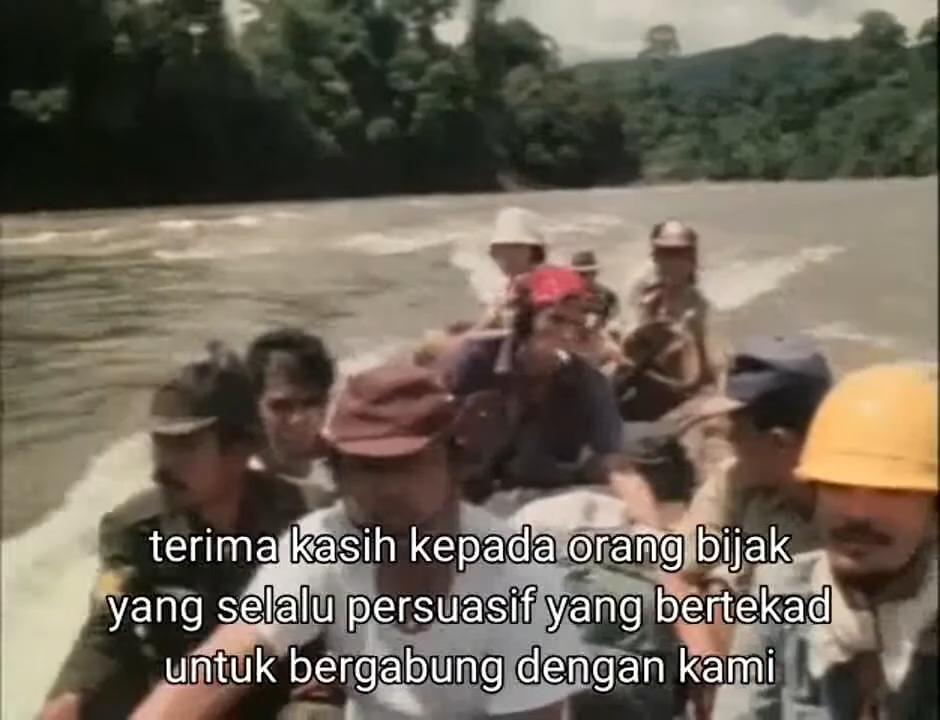 terima kasih kepada orang bijak
yang selalu persuasif yang bertekad
untuk bergabung dengan kami